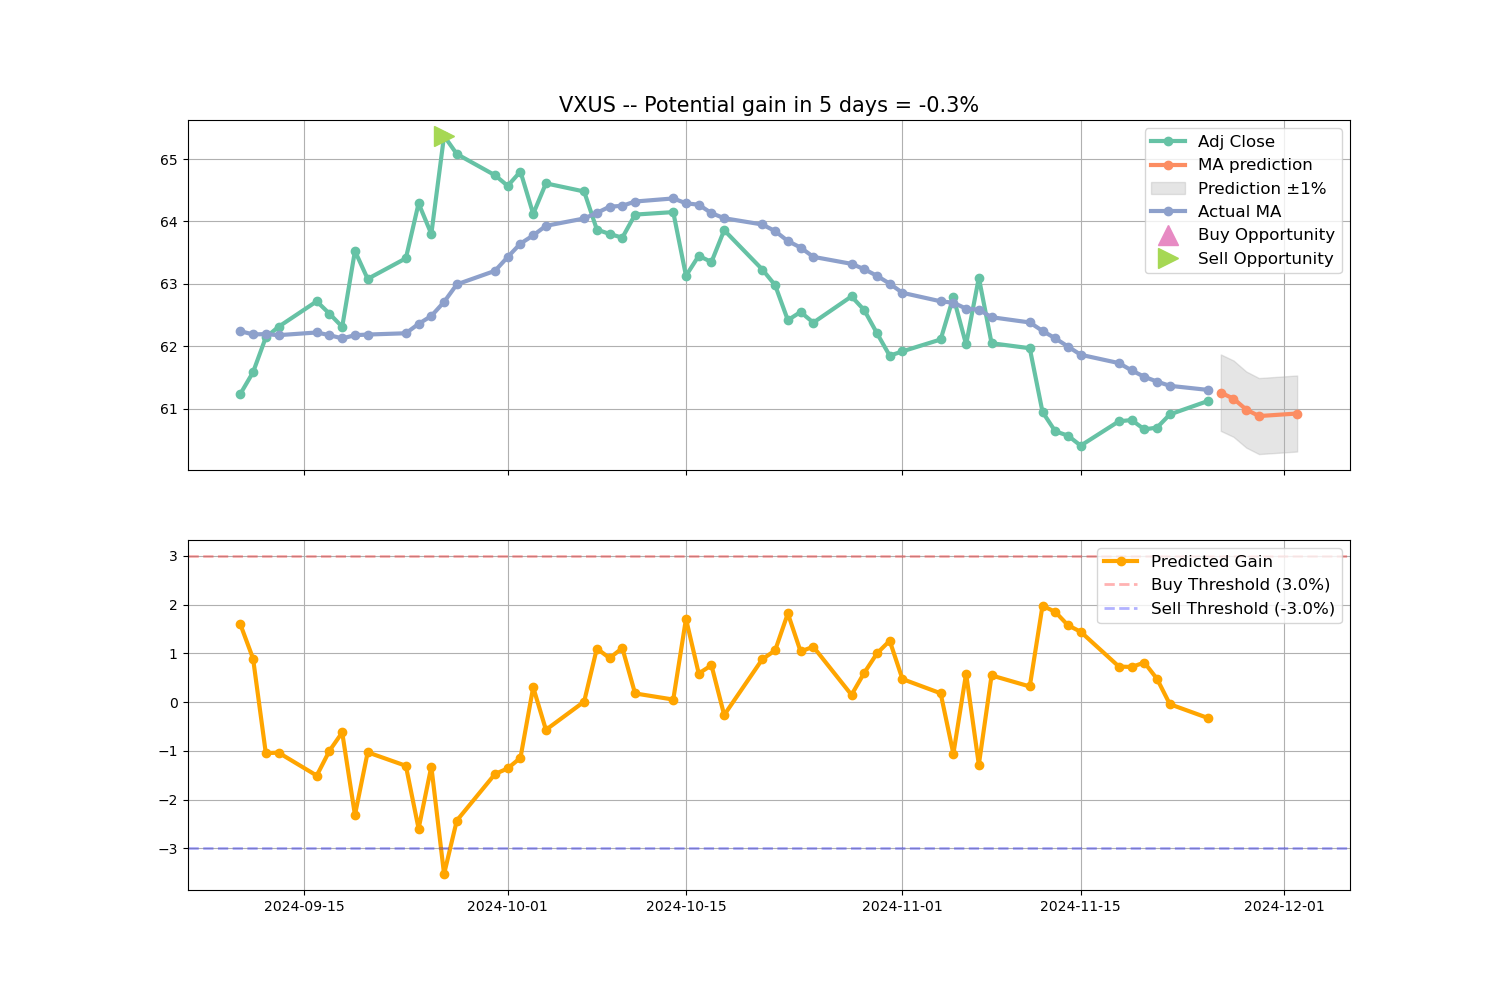 VXUS -- Potential gain in 5 days = -0.3%
65
64
63
62
61
Adj Close
MA prediction
Prediction ±1%
Actual MA
Buy Opportunity
Sell Opportunity
3
2
1
0
−1
−2
−3
Predicted Gain
Buy Threshold (3.0%)
Sell Threshold (-3.0%)
2024-09-15
2024-10-01
2024-10-15
2024-11-01
2024-11-15
2024-12-01